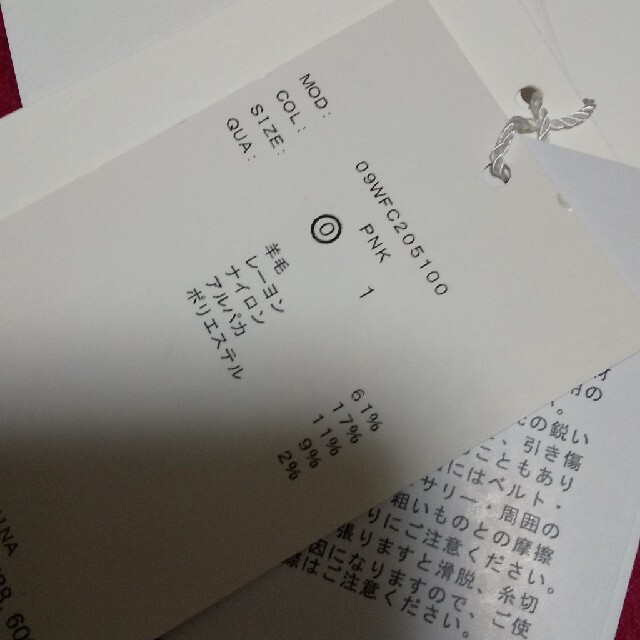 MOD: 09WFC205100
COL: PNK
SIZE: 1
QUA: ⓪
羊毛 61%
レーヨン 17%
ナイロン 11%
アルパカ 9%
ポリエステル 2%
の鋭い
引き傷
こともあり
にはベルト・
サリー、周囲の
粗いものとの摩擦
りにご注意ください。
張りますと滑脱、糸切
因になりますので、ご使
はご注意ください。